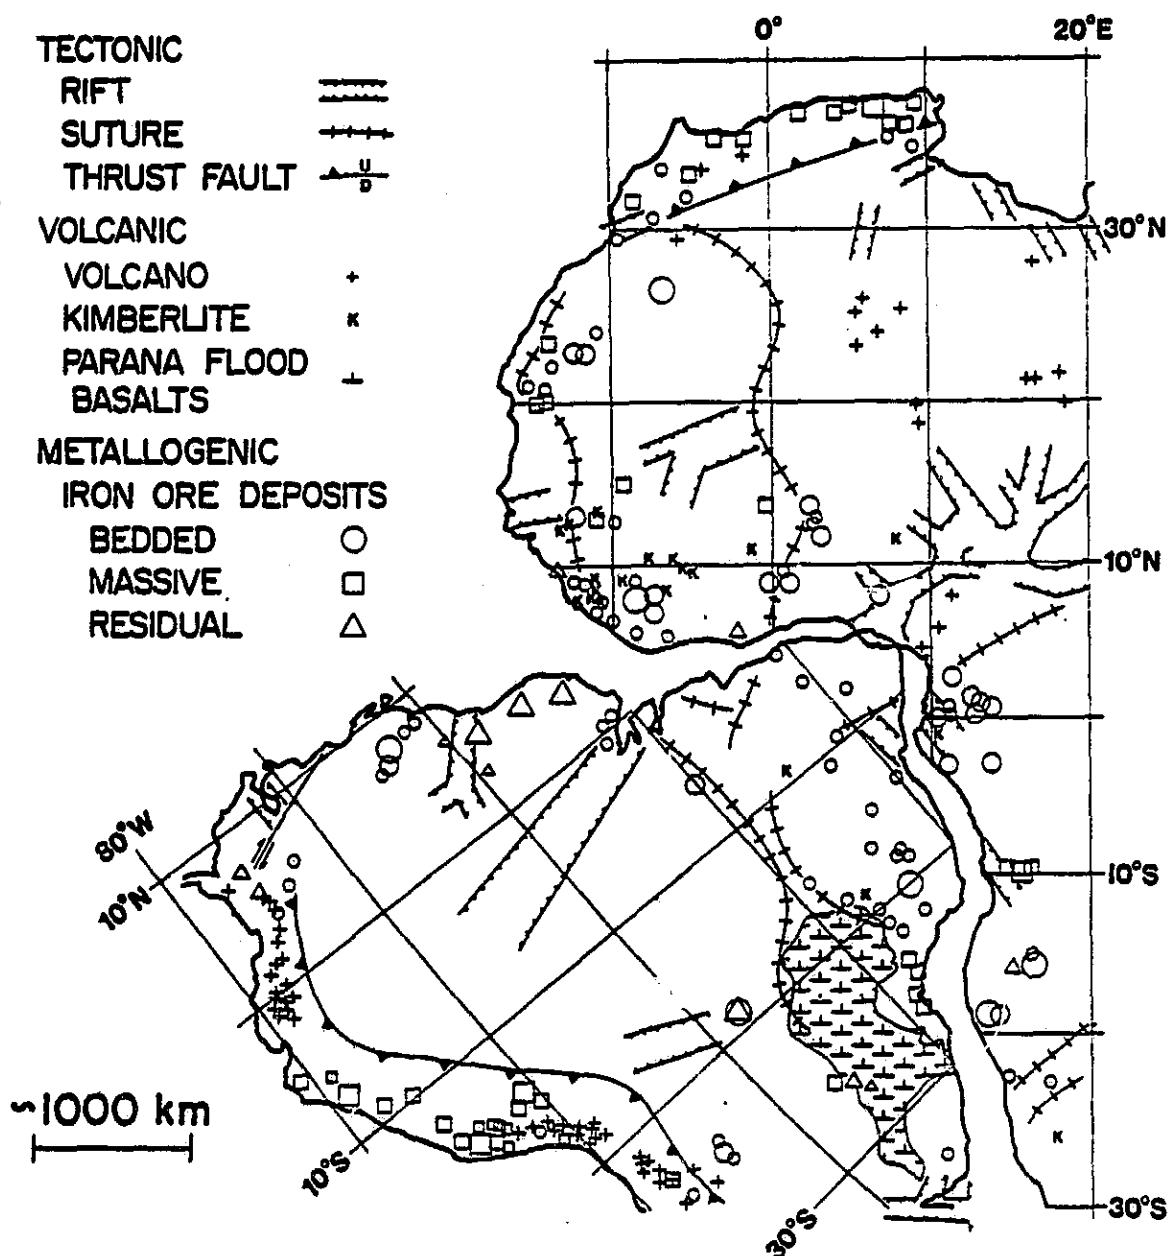 TECTONIC
RIFT
SUTURE
THRUST FAULT U D
VOLCANIC
VOLCANO
KIMBERLITE
PARANA FLOOD
BASALTS
METALLOGENIC
IRON ORE DEPOSITS
BEDDED
MASSIVE
RESIDUAL
0°
20°E
30°N
10°N
10°S
30°S
80°W
10°N
~1000 km
10°S
30°S